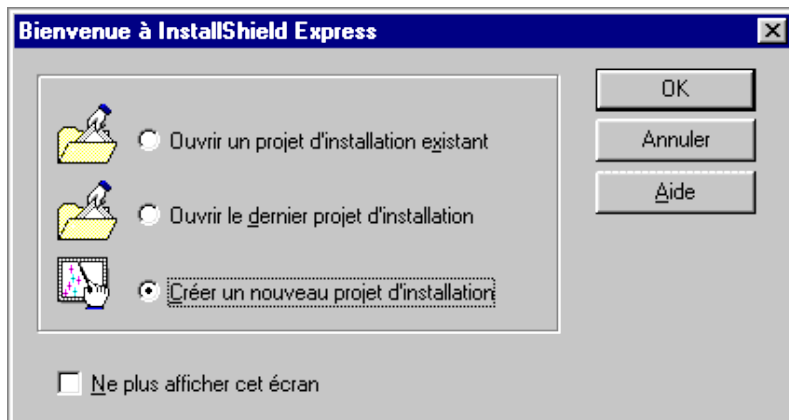 Bienvenue à InstallShield Express
Ouvrir un projet d'installation existant
Ouvrir le dernier projet d'installation
Créer un nouveau projet d'installation
Ne plus afficher cet écran
OK
Annuler
Aide